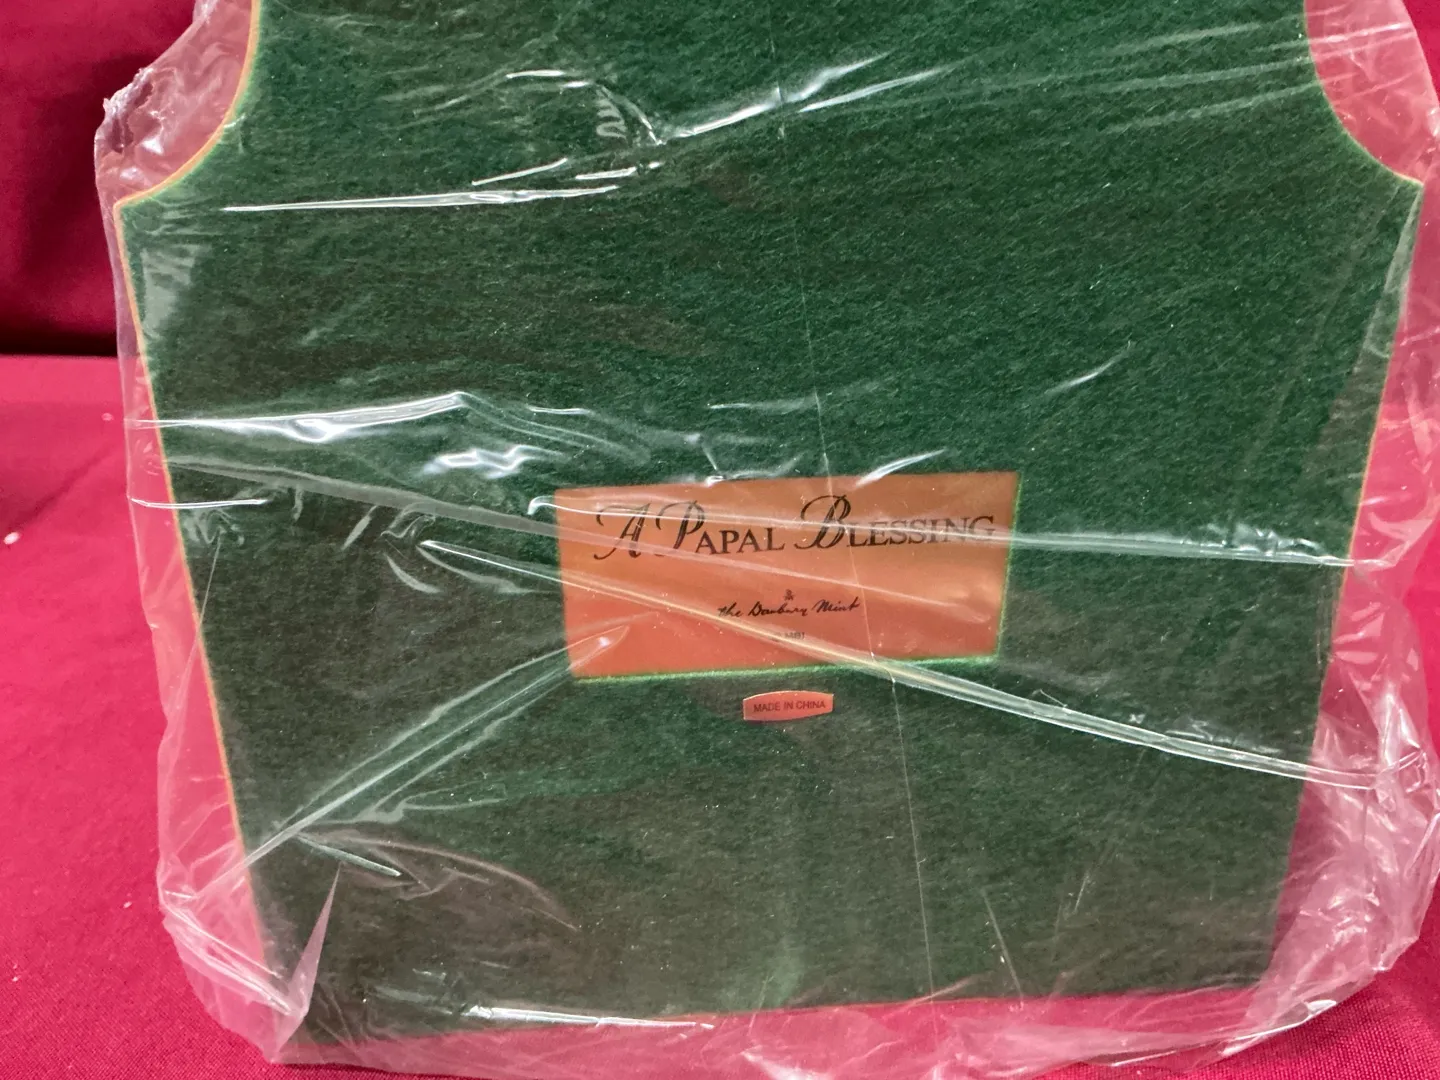 A PAPAL BLESSING
The Danbury Mint
MADE IN CHINA